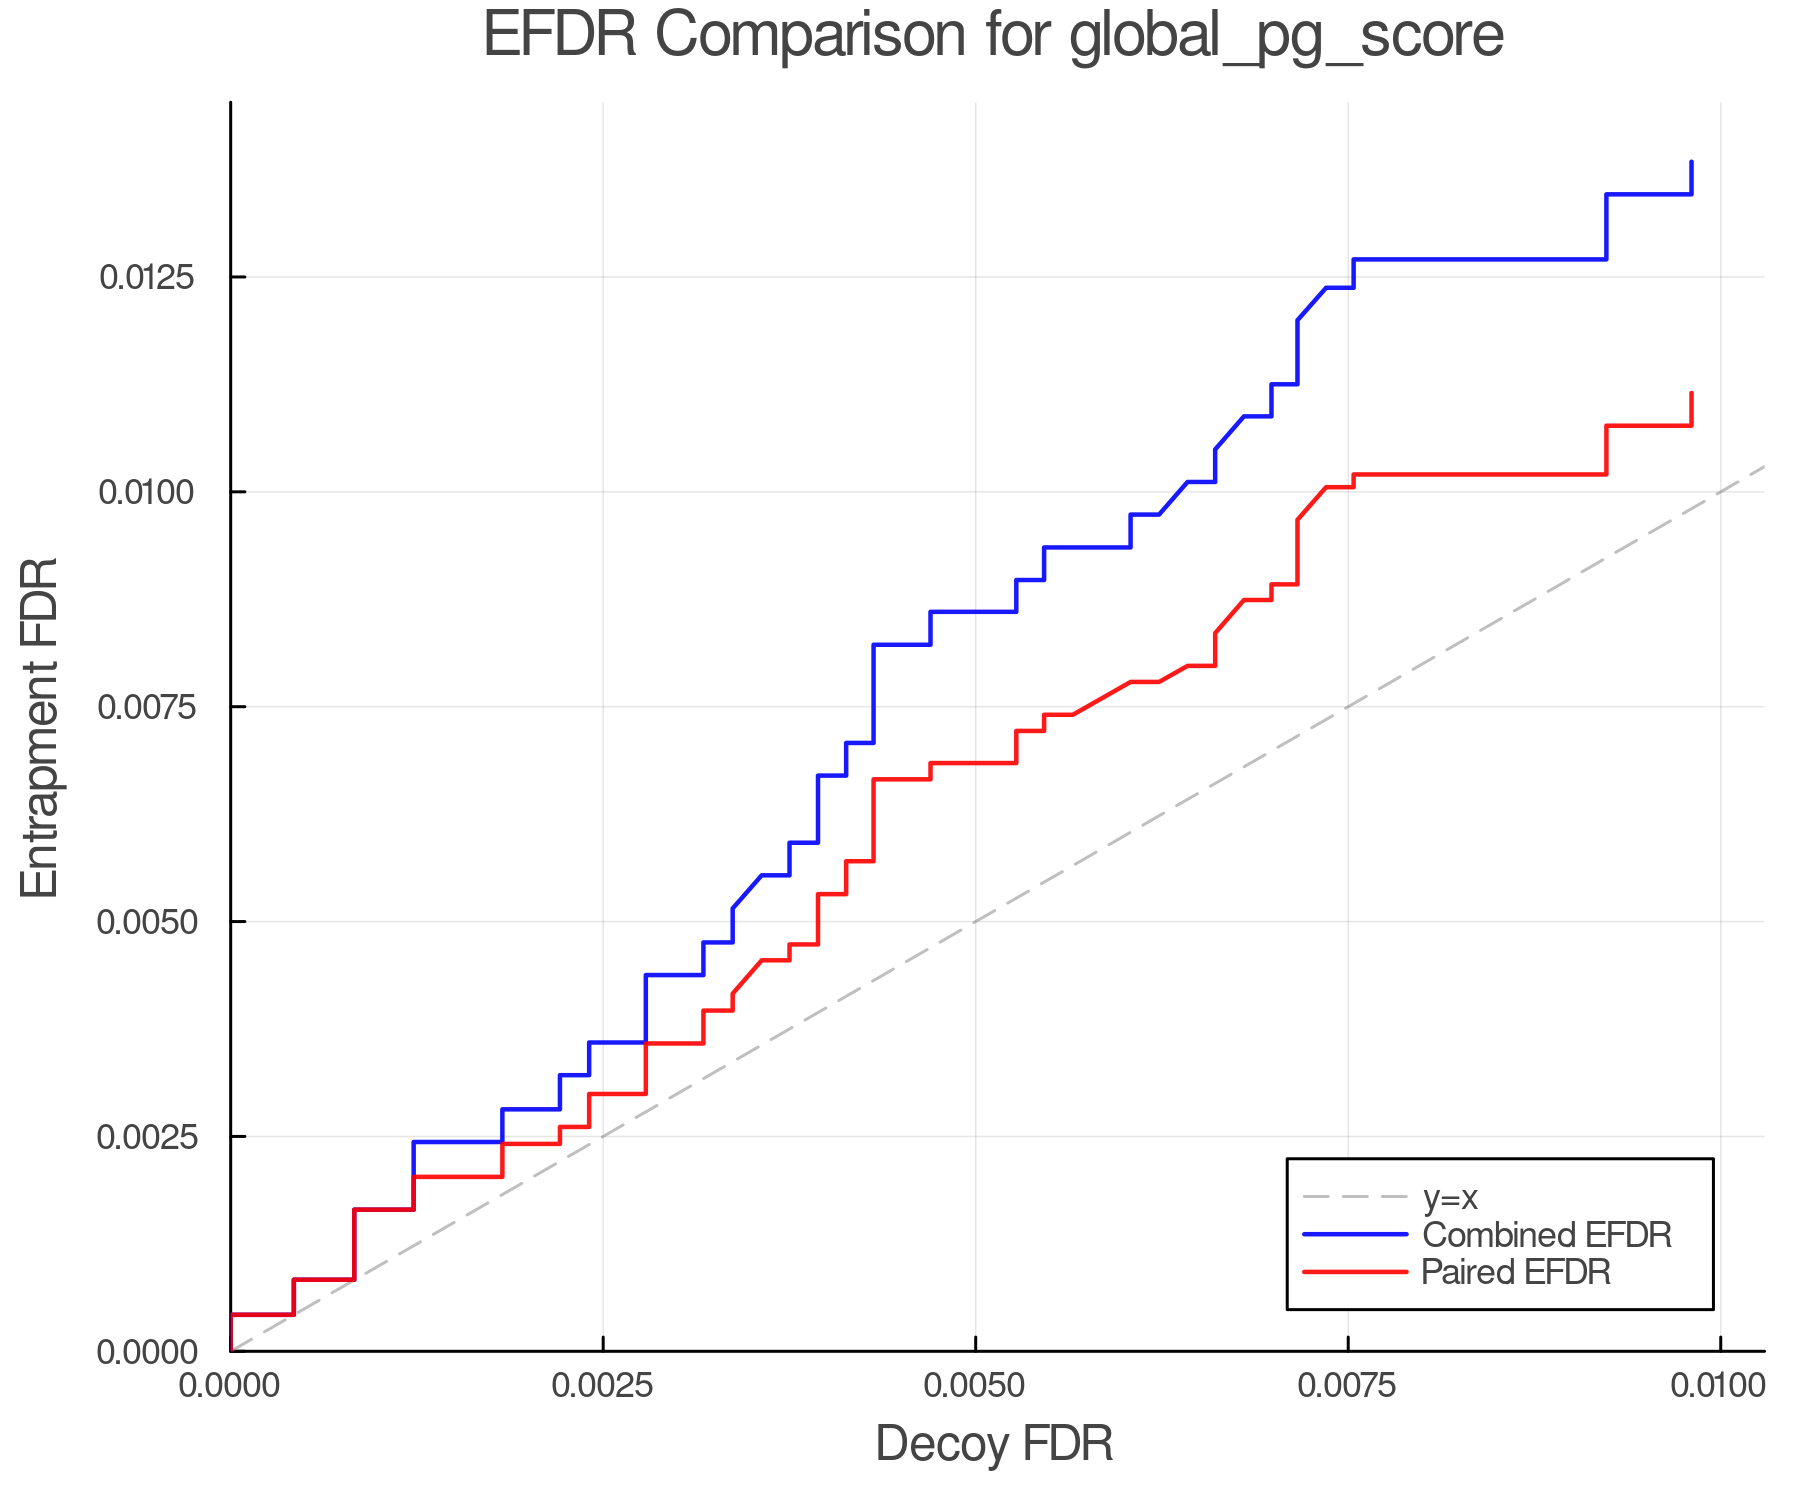 EFDR Comparison for global_pg_score
Entrapment FDR
0.0125
0.0100
0.0075
0.0050
0.0025
0.0000
0.0000 0.0025 0.0050 0.0075 0.0100
Decoy FDR
y=x
Combined EFDR
Paired EFDR